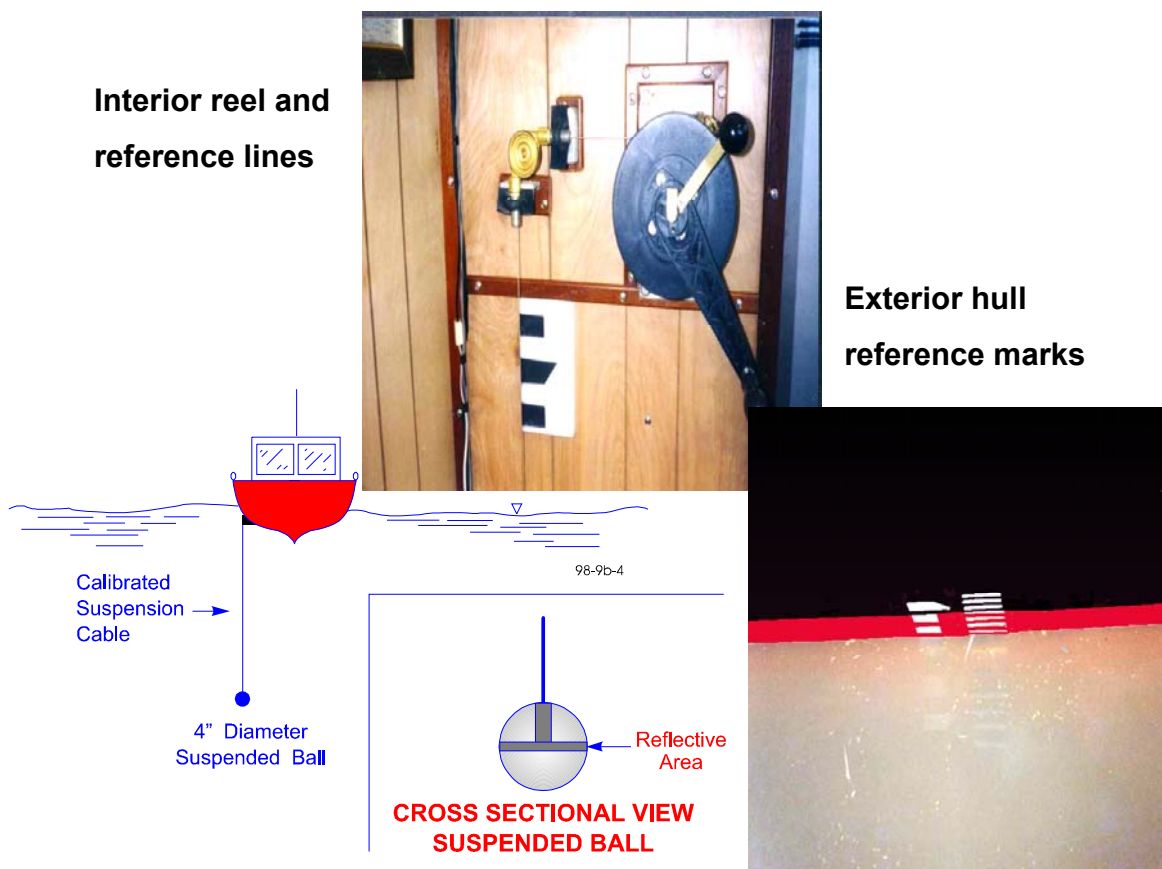 Interior reel and
reference lines
Exterior hull
reference marks
98-9b-4
Calibrated
Suspension
Cable
4” Diameter
Suspended Ball
Reflective
Area
CROSS SECTIONAL VIEW
SUSPENDED BALL